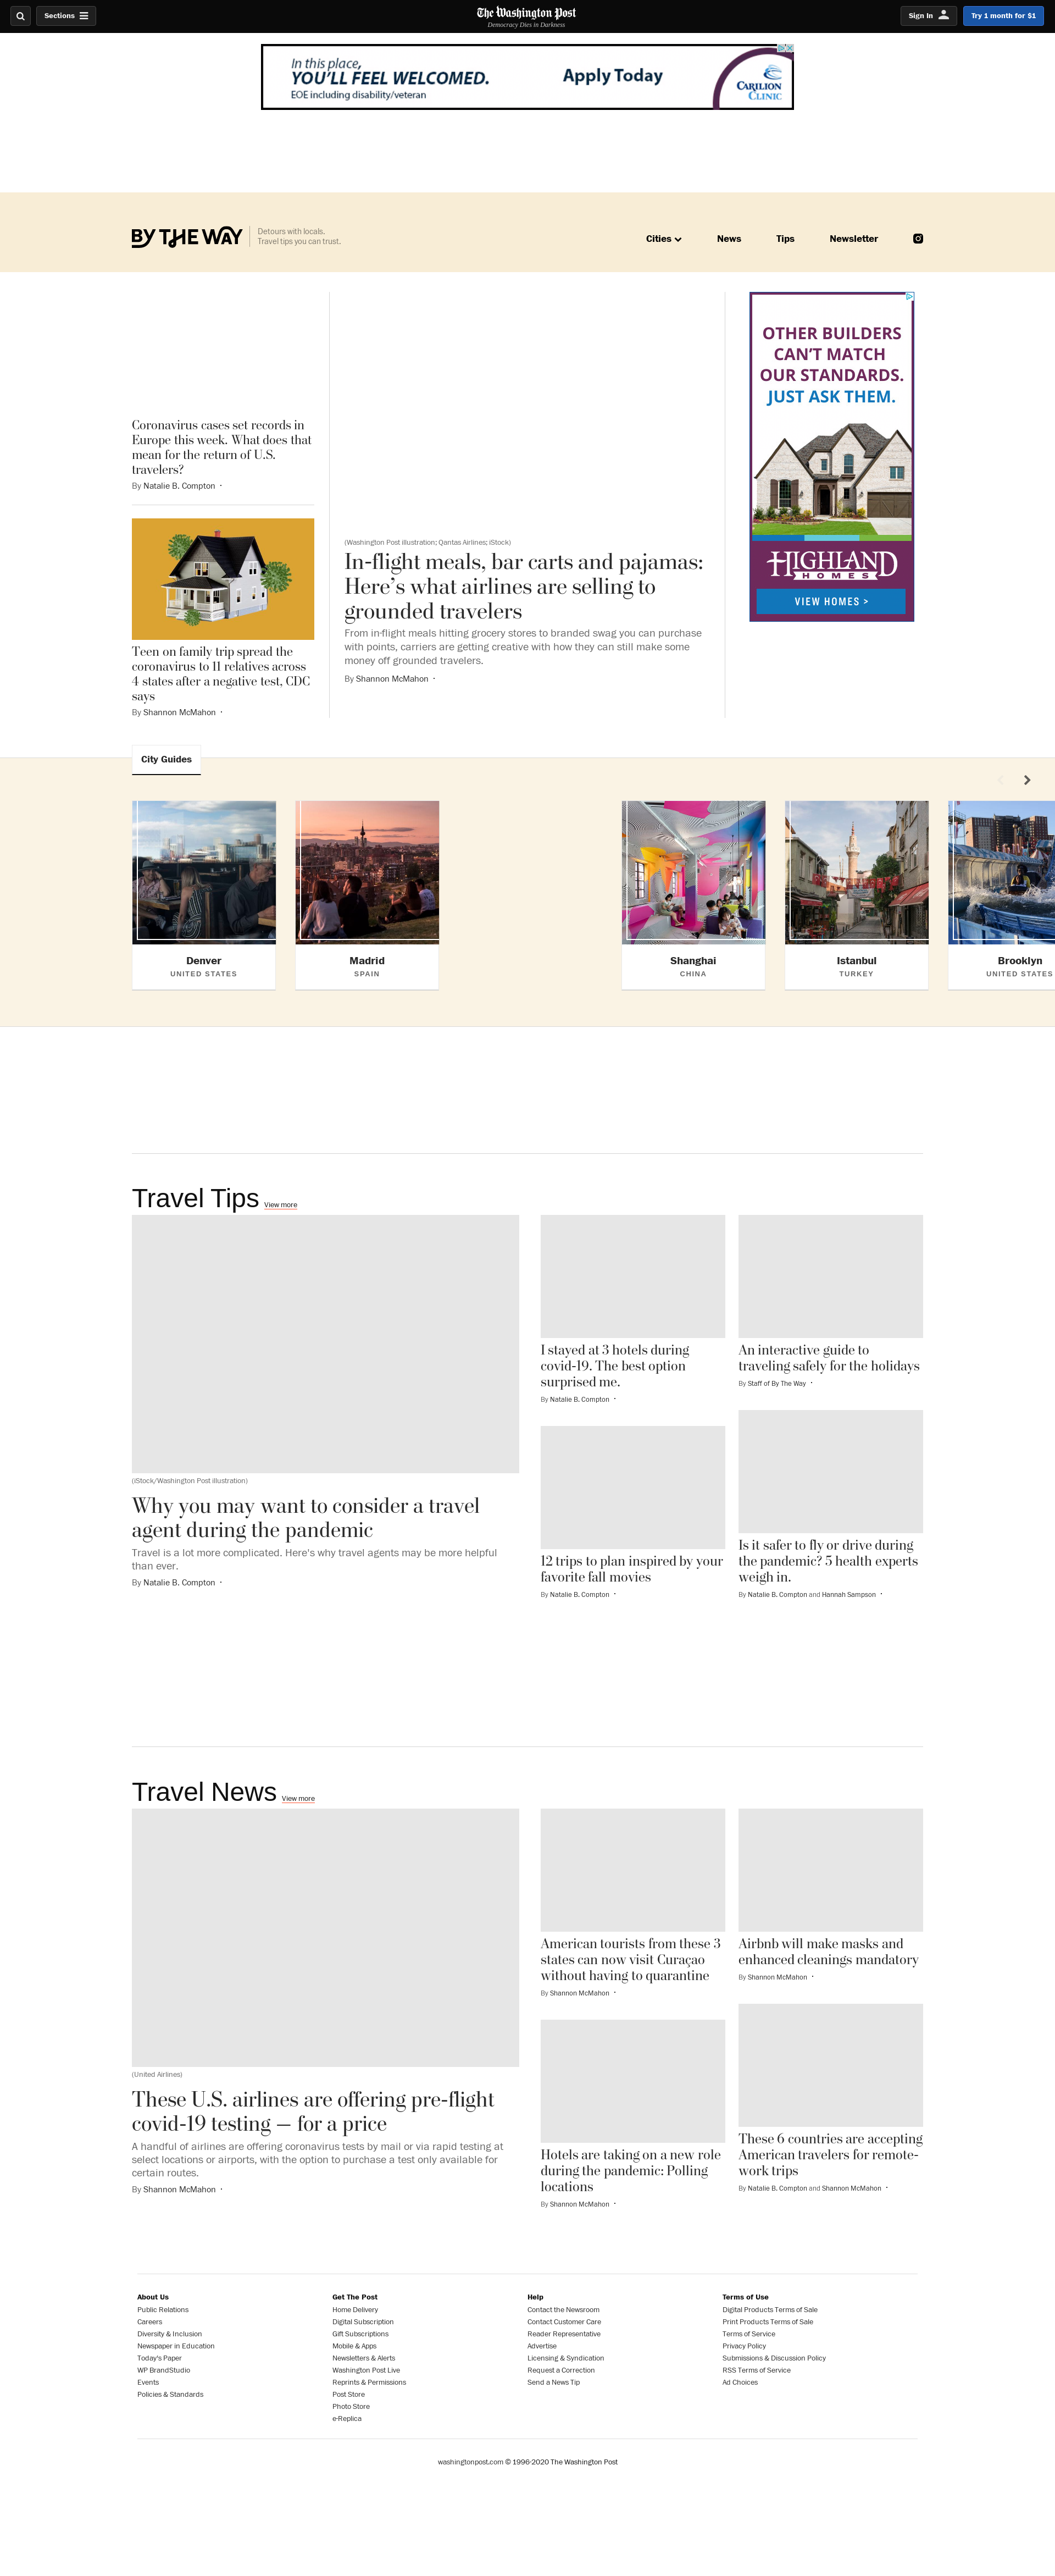 Sections
The Washington Post
Democracy Dies in Darkness
Sign In
Try 1 month for $1
In this place,
YOU'LL FEEL WELCOMED.
EOE including disability/veteran
Apply Today
CARILION
CLINIC
BY THE WAY
Detours with locals.
Travel tips you can trust.
Cities
News
Tips
Newsletter
Coronavirus cases set records in
Europe this week. What does that
mean for the return of U.S.
travelers?
By Natalie B. Compton •
Teen on family trip spread the
coronavirus to 11 relatives across
4 states after a negative test, CDC
says
By Shannon McMahon •
(Washington Post illustration; Qantas Airlines; iStock)
In-flight meals, bar carts and pajamas:
Here's what airlines are selling to
grounded travelers
From in-flight meals hitting grocery stores to branded swag you can purchase
with points, carriers are getting creative with how they can still make some
money off grounded travelers.
By Shannon McMahon •
OTHER BUILDERS
CAN'T MATCH
OUR STANDARDS.
JUST ASK THEM.
HIGHLAND
HOMES
VIEW HOMES >
City Guides
Denver
UNITED STATES
Madrid
SPAIN
Shanghai
CHINA
Istanbul
TURKEY
Brooklyn
UNITED STATES
Travel Tips View more
(iStock/Washington Post illustration)
Why you may want to consider a travel
agent during the pandemic
Travel is a lot more complicated. Here's why travel agents may be more helpful
than ever.
By Natalie B. Compton •
I stayed at 3 hotels during
covid-19. The best option
surprised me.
By Natalie B. Compton •
12 trips to plan inspired by your
favorite fall movies
By Natalie B. Compton •
An interactive guide to
traveling safely for the holidays
By Staff of By The Way •
Is it safer to fly or drive during
the pandemic? 5 health experts
weigh in.
By Natalie B. Compton and Hannah Sampson •
Travel News View more
(United Airlines)
These U.S. airlines are offering pre-flight
covid-19 testing — for a price
A handful of airlines are offering coronavirus tests by mail or via rapid testing at
select locations or airports, with the option to purchase a test only available for
certain routes.
By Shannon McMahon •
American tourists from these 3
states can now visit Curaçao
without having to quarantine
By Shannon McMahon •
Hotels are taking on a new role
during the pandemic: Polling
locations
By Shannon McMahon •
Airbnb will make masks and
enhanced cleanings mandatory
By Shannon McMahon •
These 6 countries are accepting
American travelers for remote-
work trips
By Natalie B. Compton and Shannon McMahon •
About Us
Public Relations
Careers
Diversity & Inclusion
Newspaper in Education
Today's Paper
WP BrandStudio
Events
Policies & Standards
Get The Post
Home Delivery
Digital Subscription
Gift Subscriptions
Mobile & Apps
Newsletters & Alerts
Washington Post Live
Reprints & Permissions
Post Store
Photo Store
e-Replica
Help
Contact the Newsroom
Contact Customer Care
Reader Representative
Advertise
Licensing & Syndication
Request a Correction
Send a News Tip
Terms of Use
Digital Products Terms of Sale
Print Products Terms of Sale
Terms of Service
Privacy Policy
Submissions & Discussion Policy
RSS Terms of Service
Ad Choices
washingtonpost.com © 1996-2020 The Washington Post